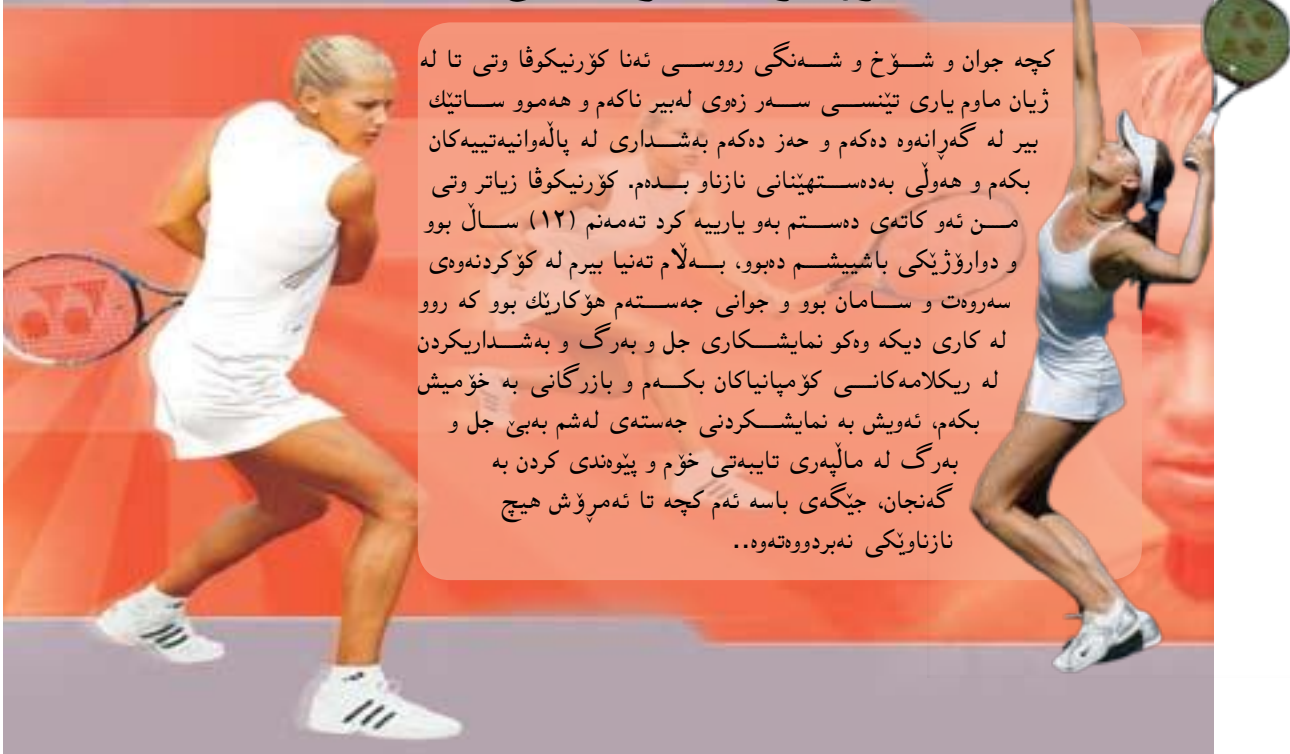 کچە جوان و شۆخ و شەنگی رووسی ئەنا کۆرنیکوڤا وتی تا لە
ژیان ماوم یاری تێنسی سەر زەوی لەبیر ناکەم و هەموو ساتێك
بیر لە گەڕانەوە دەکەم و حەز دەکەم بەشداری لە پاڵەوانیەتییەکان
بکەم و هەوڵی بەدەستهێنانی نازناو بدەم. کۆرنیکوڤا زیاتر وتی
من ئەو کاتەی دەستم بەو یارییە کرد تەمەنم (١٢) ساڵ بوو
و دوارۆژێکی باشییشم دەبوو، بەڵام تەنیا بیرم لە کۆکردنەوەی
سەروەت و سامان بوو و جوانی جەستەم هۆکارێك بوو کە روو
لە کاری دیکە وەکو نمایشکاری جل و بەرگ و بەشداریکردن
لە ریکلامەکانی کۆمپانیاکان بکەم و بازرگانی بە خۆمیش
بکەم، ئەویش بە نمایشکردنی جەستەی لەشم بەبێ جل و
بەرگ لە ماڵپەری تایبەتی خۆم و پێوەندی کردن بە
گەنجان، جێگەی باسە ئەم کچە تا ئەمڕۆش هیچ
نازناوێکی نەبردووەتەوە..